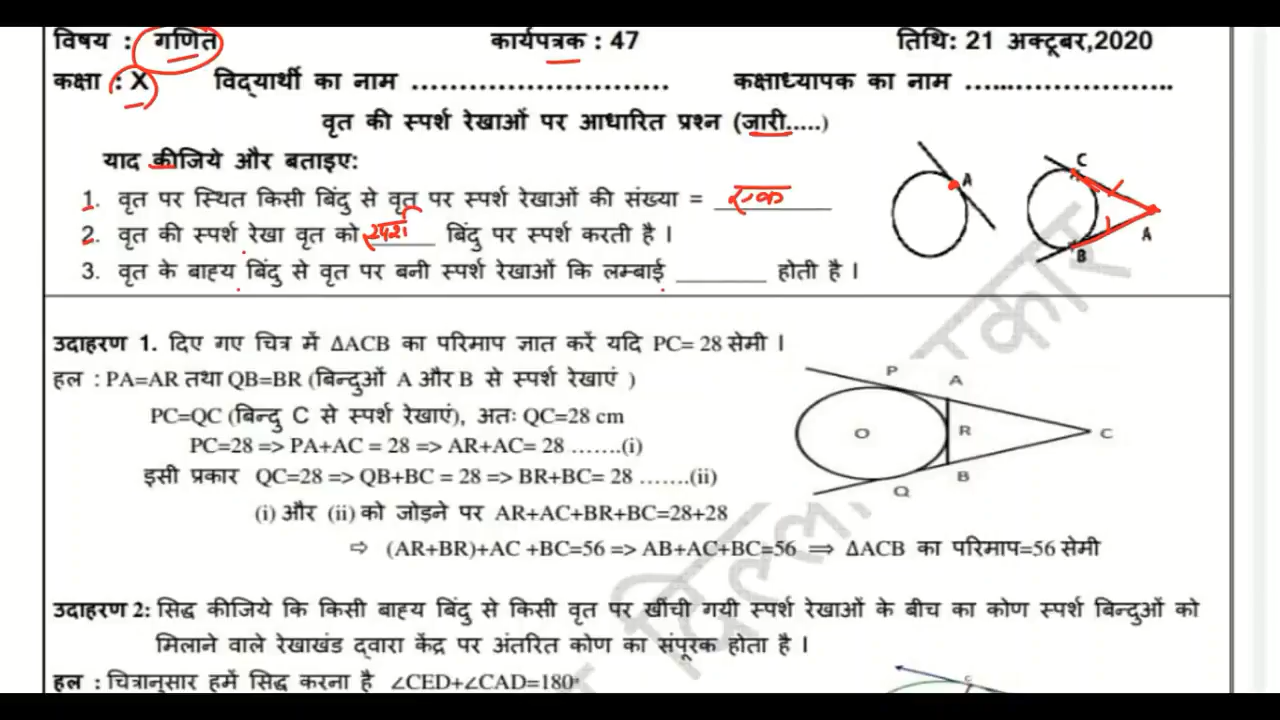 विषय : गणित कार्यपत्रक : 47 तिथि: 21 अक्टूबर,2020
कक्षा : X विद्यार्थी का नाम .......................... कक्षाध्यापक का नाम .....................
वृत की स्पर्श रेखाओं पर आधारित प्रश्न (जारी.....)
याद कीजिये और बताइए:
1. वृत पर स्थित किसी बिंदु से वृत पर स्पर्श रेखाओं की संख्या = एक
2. वृत की स्पर्श रेखा वृत को स्पर्श बिंदु पर स्पर्श करती है ।
3. वृत के बाह्य बिंदु से वृत पर बनी स्पर्श रेखाओं कि लम्बाई ________ होती है ।
A
C
A
B
उदाहरण 1. दिए गए चित्र में ΔACB का परिमाप ज्ञात करें यदि PC= 28 सेमी ।
हल : PA=AR तथा QB=BR (बिन्दुओं A और B से स्पर्श रेखाएं )
PC=QC (बिन्दु C से स्पर्श रेखाएं), अतः QC=28 cm
PC=28 => PA+AC = 28 => AR+AC= 28 .......(i)
इसी प्रकार QC=28 => QB+BC = 28 => BR+BC= 28 .......(ii)
(i) और (ii) को जोड़ने पर AR+AC+BR+BC=28+28
⇨ (AR+BR)+AC +BC=56 => AB+AC+BC=56 ⟹ ΔACB का परिमाप=56 सेमी
P
A
O
R
C
B
Q
उदाहरण 2: सिद्ध कीजिये कि किसी बाह्य बिंदु से किसी वृत पर खींची गयी स्पर्श रेखाओं के बीच का कोण स्पर्श बिन्दुओं को
मिलाने वाले रेखाखंड द्वारा केंद्र पर अंतरित कोण का संपूरक होता है ।
हल : चित्रानुसार हमें सिद्ध करना है ∠CED+∠CAD=180°
c